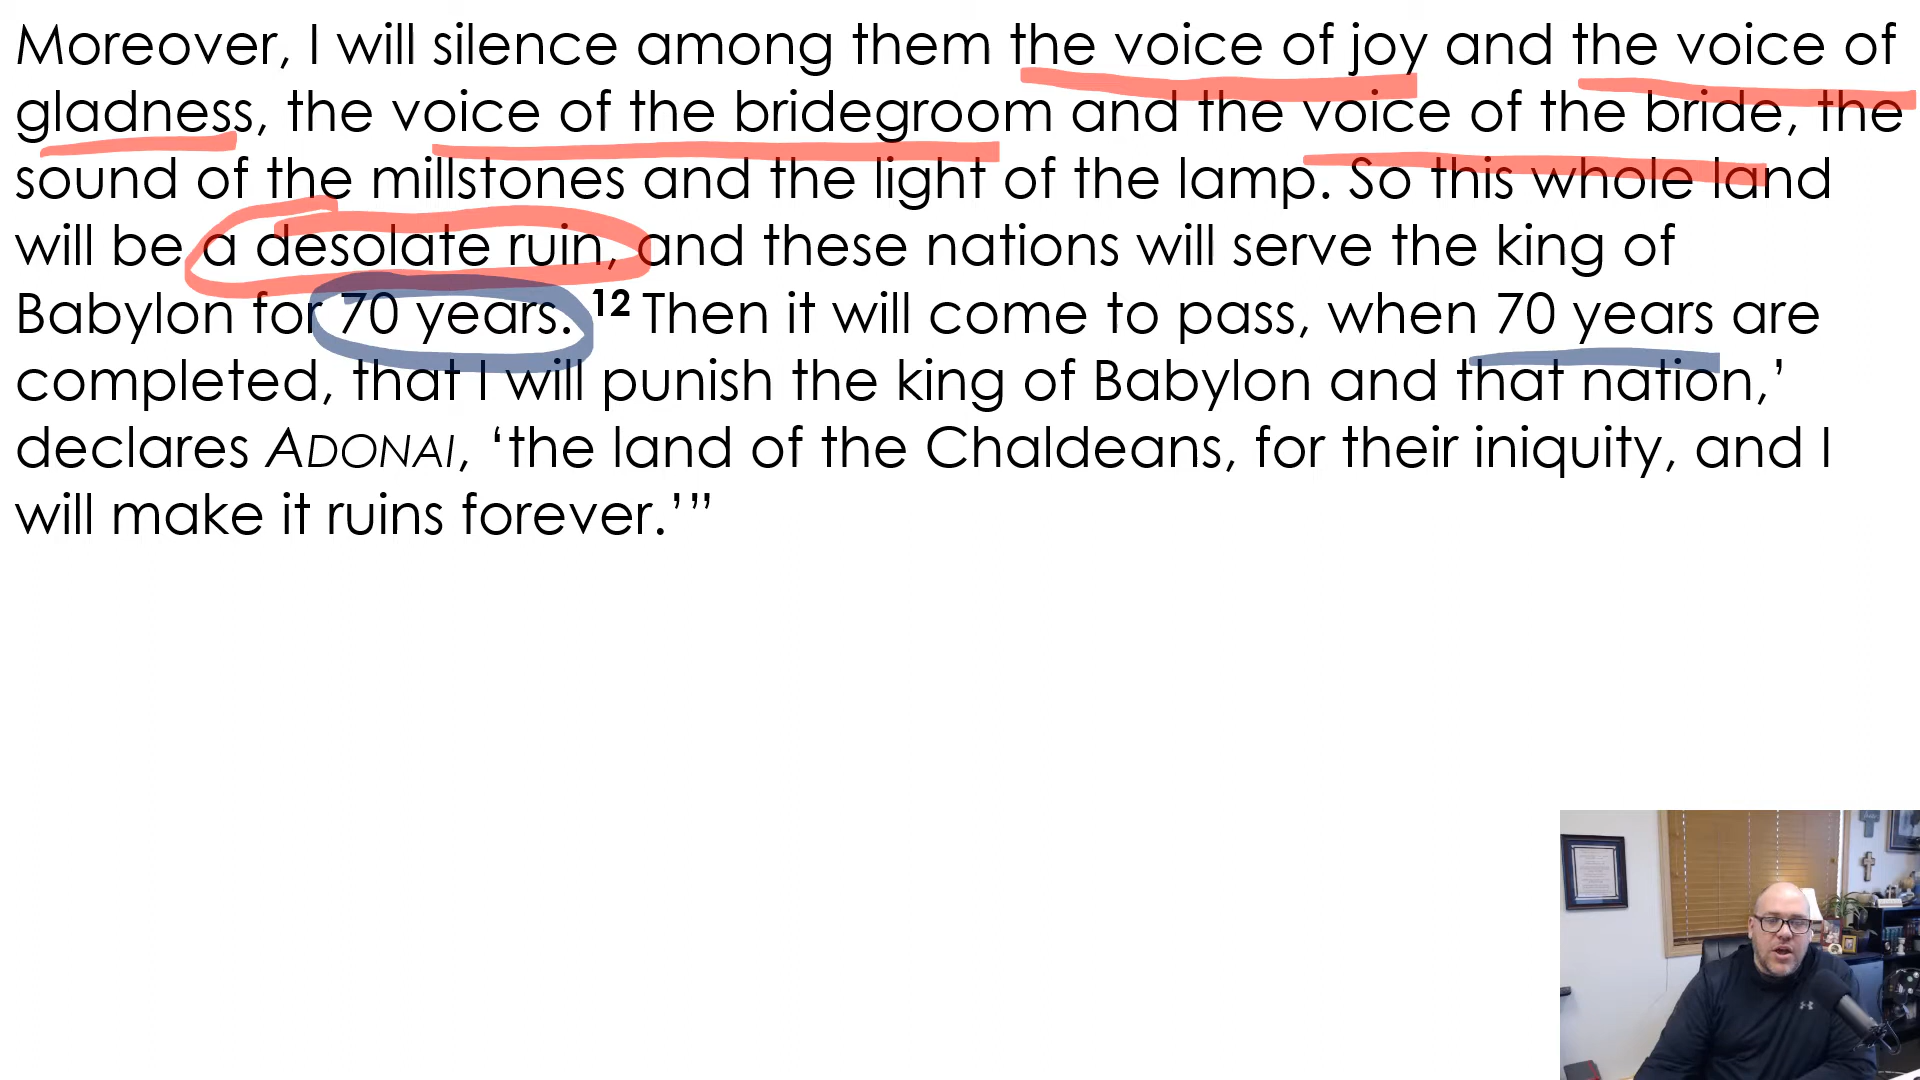 Moreover, I will silence among them the voice of joy and the voice of
gladness, the voice of the bridegroom and the voice of the bride, the
sound of the millstones and the light of the lamp. So this whole land
will be a desolate ruin, and these nations will serve the king of
Babylon for 70 years. 12 Then it will come to pass, when 70 years are
completed, that I will punish the king of Babylon and that nation,’
declares ADONAI, ‘the land of the Chaldeans, for their iniquity, and I
will make it ruins forever.’”